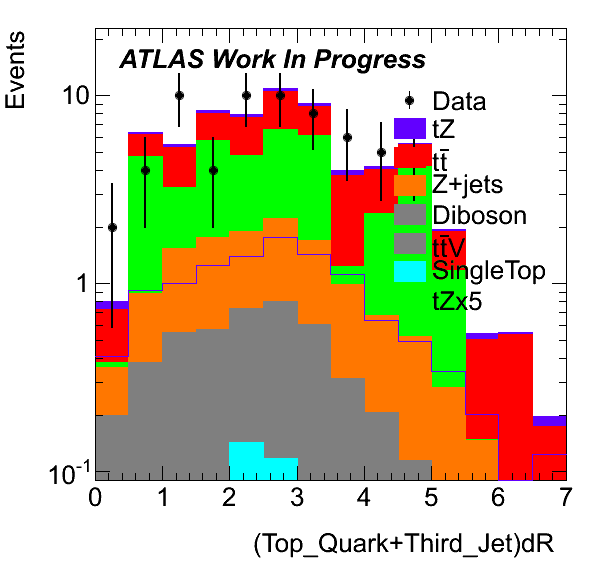 Events
ATLAS Work In Progress
Data
tZ
tt̄
Z+jets
Diboson
tt̄V
SingleTop
tZx5
10
1
10⁻¹
0 1 2 3 4 5 6 7
(Top_Quark+Third_Jet)dR